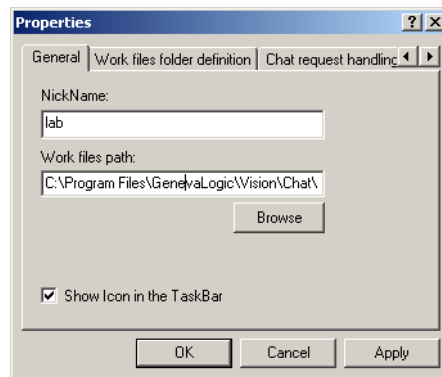 Properties
General
Work files folder definition
Chat request handling
NickName:
lab
Work files path:
C:\Program Files\GenevaLogic\Vision\Chat\
Browse
Show Icon in the TaskBar
OK
Cancel
Apply